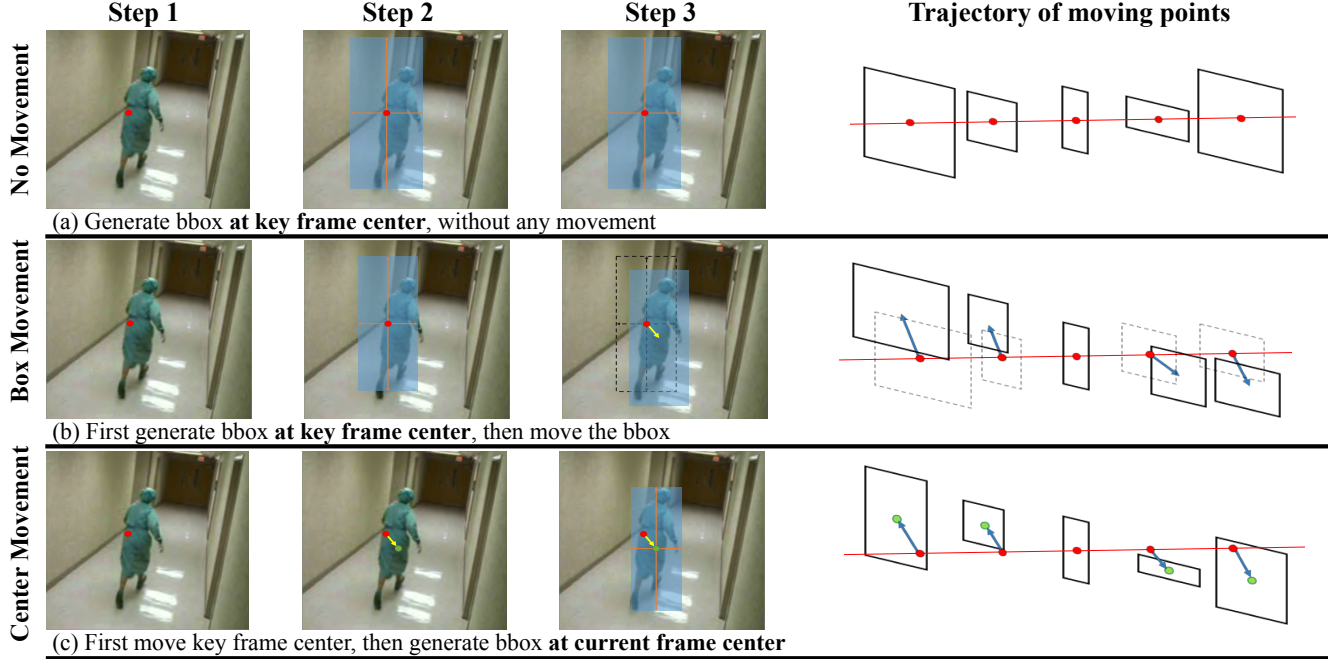 Step 1 Step 2 Step 3 Trajectory of moving points
No Movement
(a) Generate bbox at key frame center, without any movement
Box Movement
(b) First generate bbox at key frame center, then move the bbox
Center Movement
(c) First move key frame center, then generate bbox at current frame center